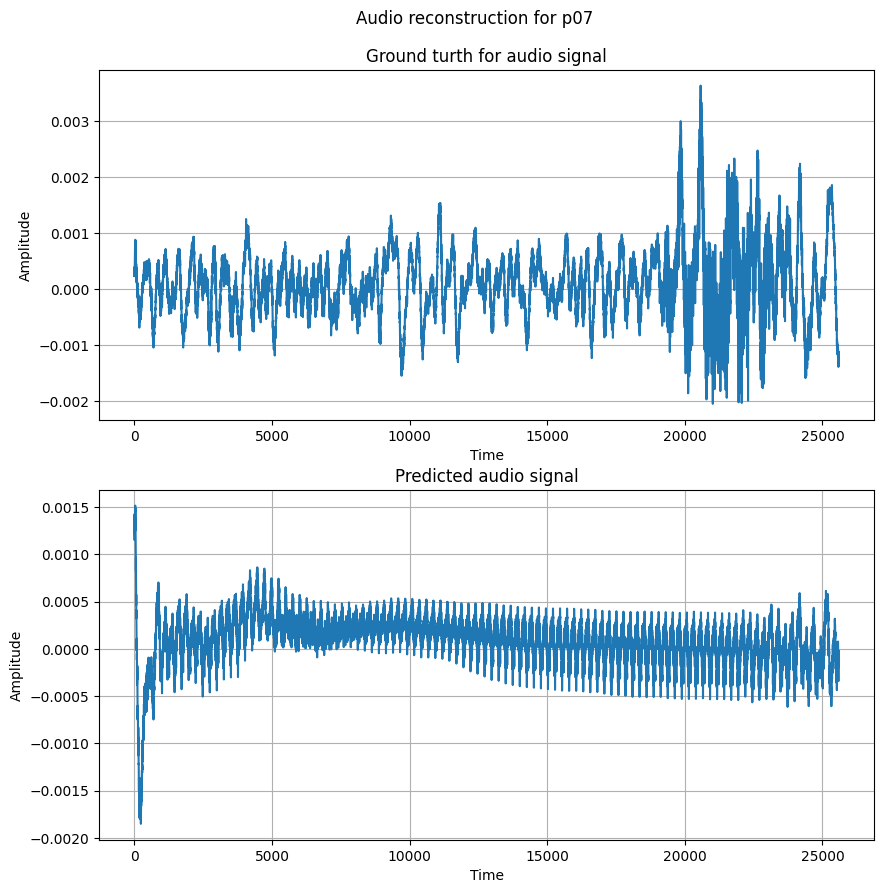 Audio reconstruction for p07
Ground turth for audio signal
Amplitude
0.003
0.002
0.001
0.000
−0.001
−0.002
0 5000 10000 15000 20000 25000
Time
Predicted audio signal
Amplitude
0.0015
0.0010
0.0005
0.0000
−0.0005
−0.0010
−0.0015
−0.0020
0 5000 10000 15000 20000 25000
Time